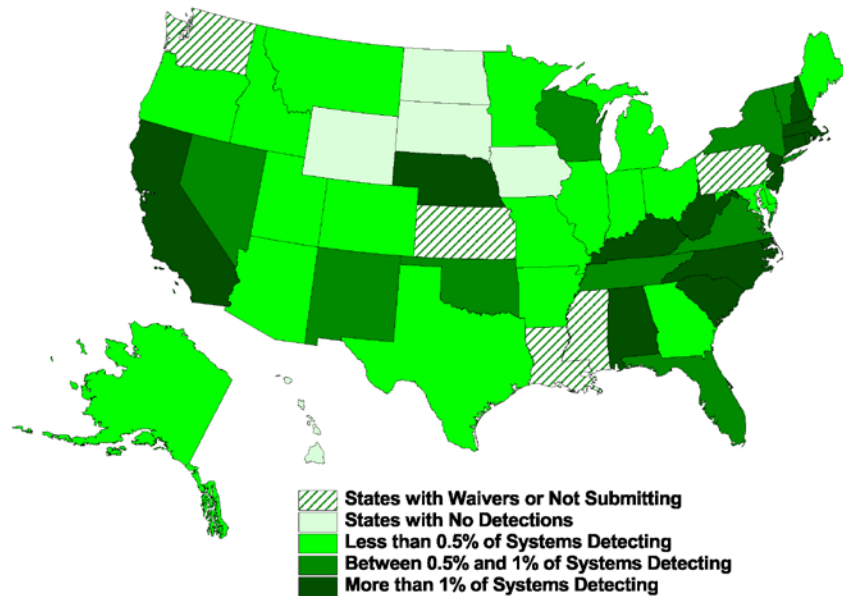 States with Waivers or Not Submitting
States with No Detections
Less than 0.5% of Systems Detecting
Between 0.5% and 1% of Systems Detecting
More than 1% of Systems Detecting